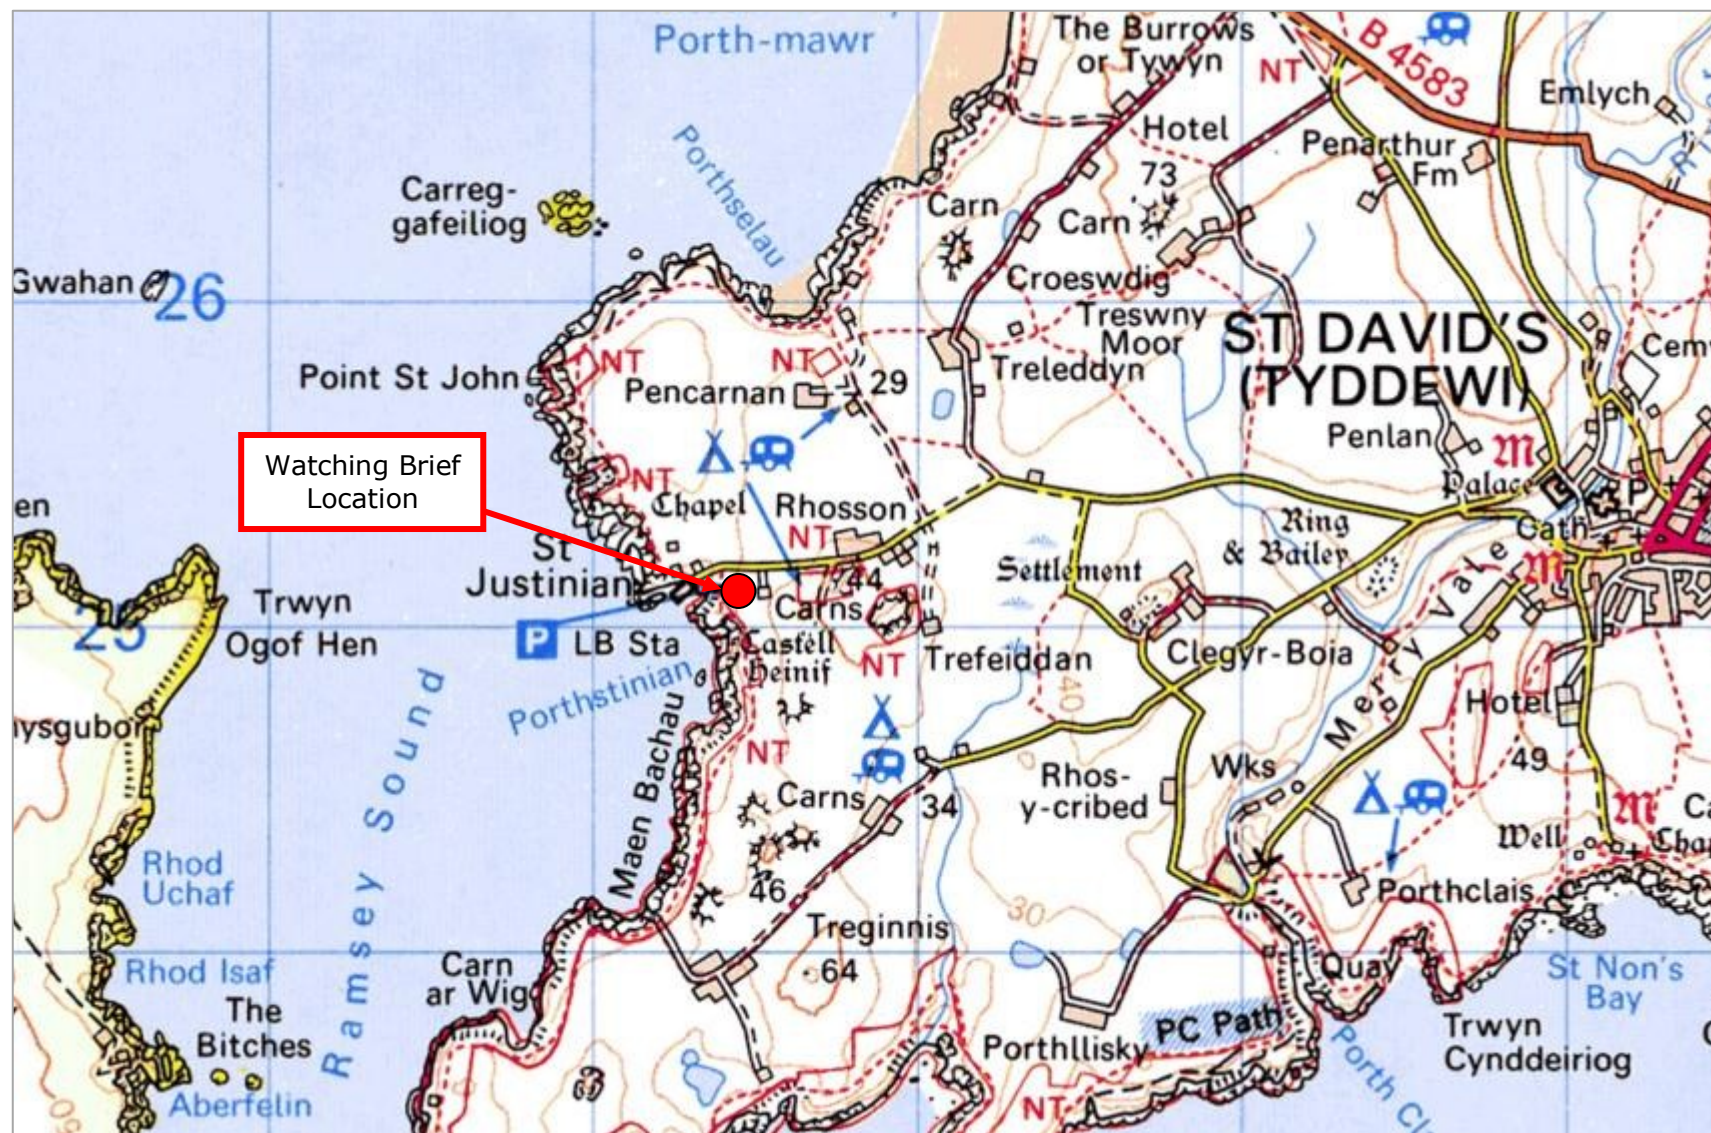 Porth-mawr
The Burrows
or Tywyn
NT
B 4583
Emlych
Hotel
Penarthur
Fm
Porthselau
Carreg-
gafeiliog
73
Carn
Carn
Gwahan
26
Croeswdig
Treswny
Moor
ST DAVID'S
(TYDDEWI)
Point St John
NT
NT
Pencarnan
29
Treleddyn
Penlan
M
Palace
P
Watching Brief
Location
NT
Chapel
Rhosson
NT
Ring
& Bailey
Cath
M
St
Justinian
Settlement
44
Carns
Trwyn
Ogof Hen
25
P
LB Sta
Castell
Heinif
NT
Trefeiddan
Clegyr-Boia
Merry Vale
Porthstinian
40
Hotel
Ramsey Sound
Maen Bachau
NT
Carns
34
Rhos-
y-cribed
Wks
49
M
Well
Rhod
Uchaf
46
Porthclais
Treginnis
30
64
Rhod Isaf
Carn
ar Wig
Quay
St Non's
Bay
The
Bitches
PC Path
Porthllisky
Trwyn
Cynddeiriog
Aberfelin
NT
50